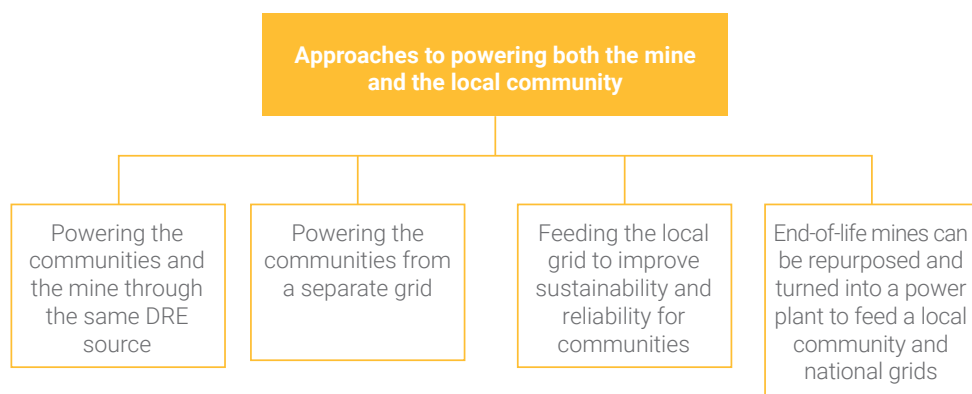 Approaches to powering both the mine
and the local community
Powering the
communities and
the mine through
the same DRE
source
Powering the
communities from
a separate grid
Feeding the local
grid to improve
sustainability and
reliability for
communities
End-of-life mines can
be repurposed and
turned into a power
plant to feed a local
community and
national grids